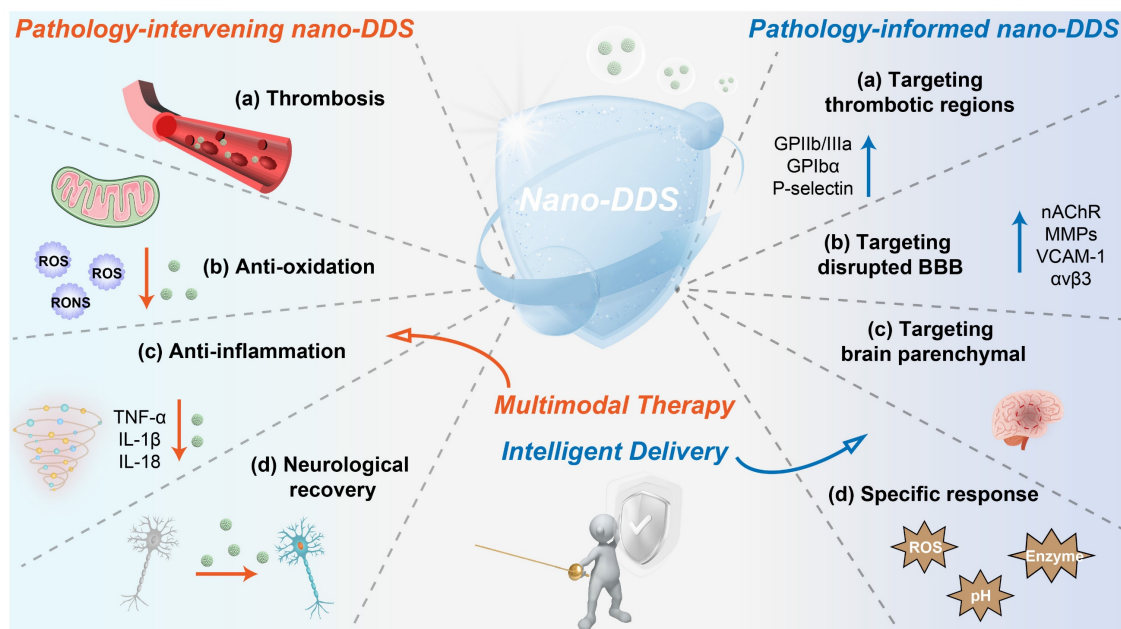 Pathology-intervening nano-DDS
Pathology-informed nano-DDS
(a) Thrombosis
ROS
ROS
RONS
(b) Anti-oxidation
(c) Anti-inflammation
TNF-α
IL-1β
IL-18
(d) Neurological
recovery
Nano-DDS
Multimodal Therapy
Intelligent Delivery
(a) Targeting
thrombotic regions
GPIIb/IIIa
GPIbα
P-selectin
(b) Targeting
disrupted BBB
nAChR
MMPs
VCAM-1
αvβ3
(c) Targeting
brain parenchymal
(d) Specific response
ROS
Enzyme
pH